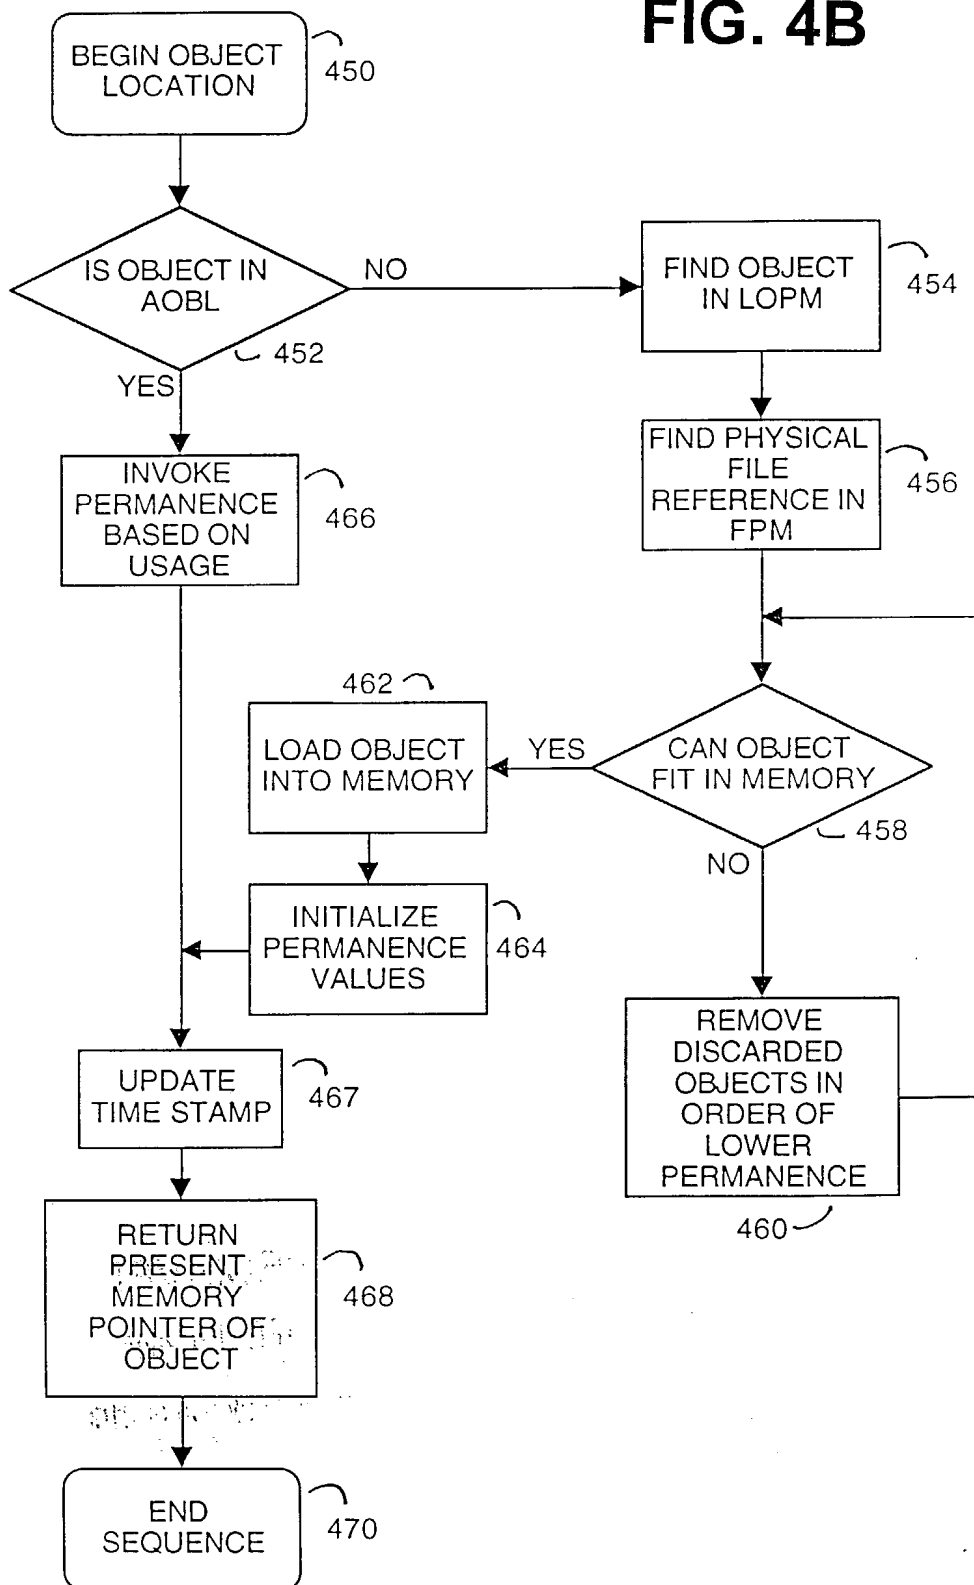 FIG. 4B
BEGIN OBJECT
LOCATION
450
IS OBJECT IN
AOBL
452
NO
YES
FIND OBJECT
IN LOPM
454
FIND PHYSICAL
FILE
REFERENCE IN
FPM
456
INVOKE
PERMANENCE
BASED ON
USAGE
466
CAN OBJECT
FIT IN MEMORY
458
YES
NO
462
LOAD OBJECT
INTO MEMORY
INITIALIZE
PERMANENCE
VALUES
464
REMOVE
DISCARDED
OBJECTS IN
ORDER OF
LOWER
PERMANENCE
460
UPDATE
TIME STAMP
467
RETURN
PRESENT
MEMORY
POINTER OF
OBJECT
468
END
SEQUENCE
470